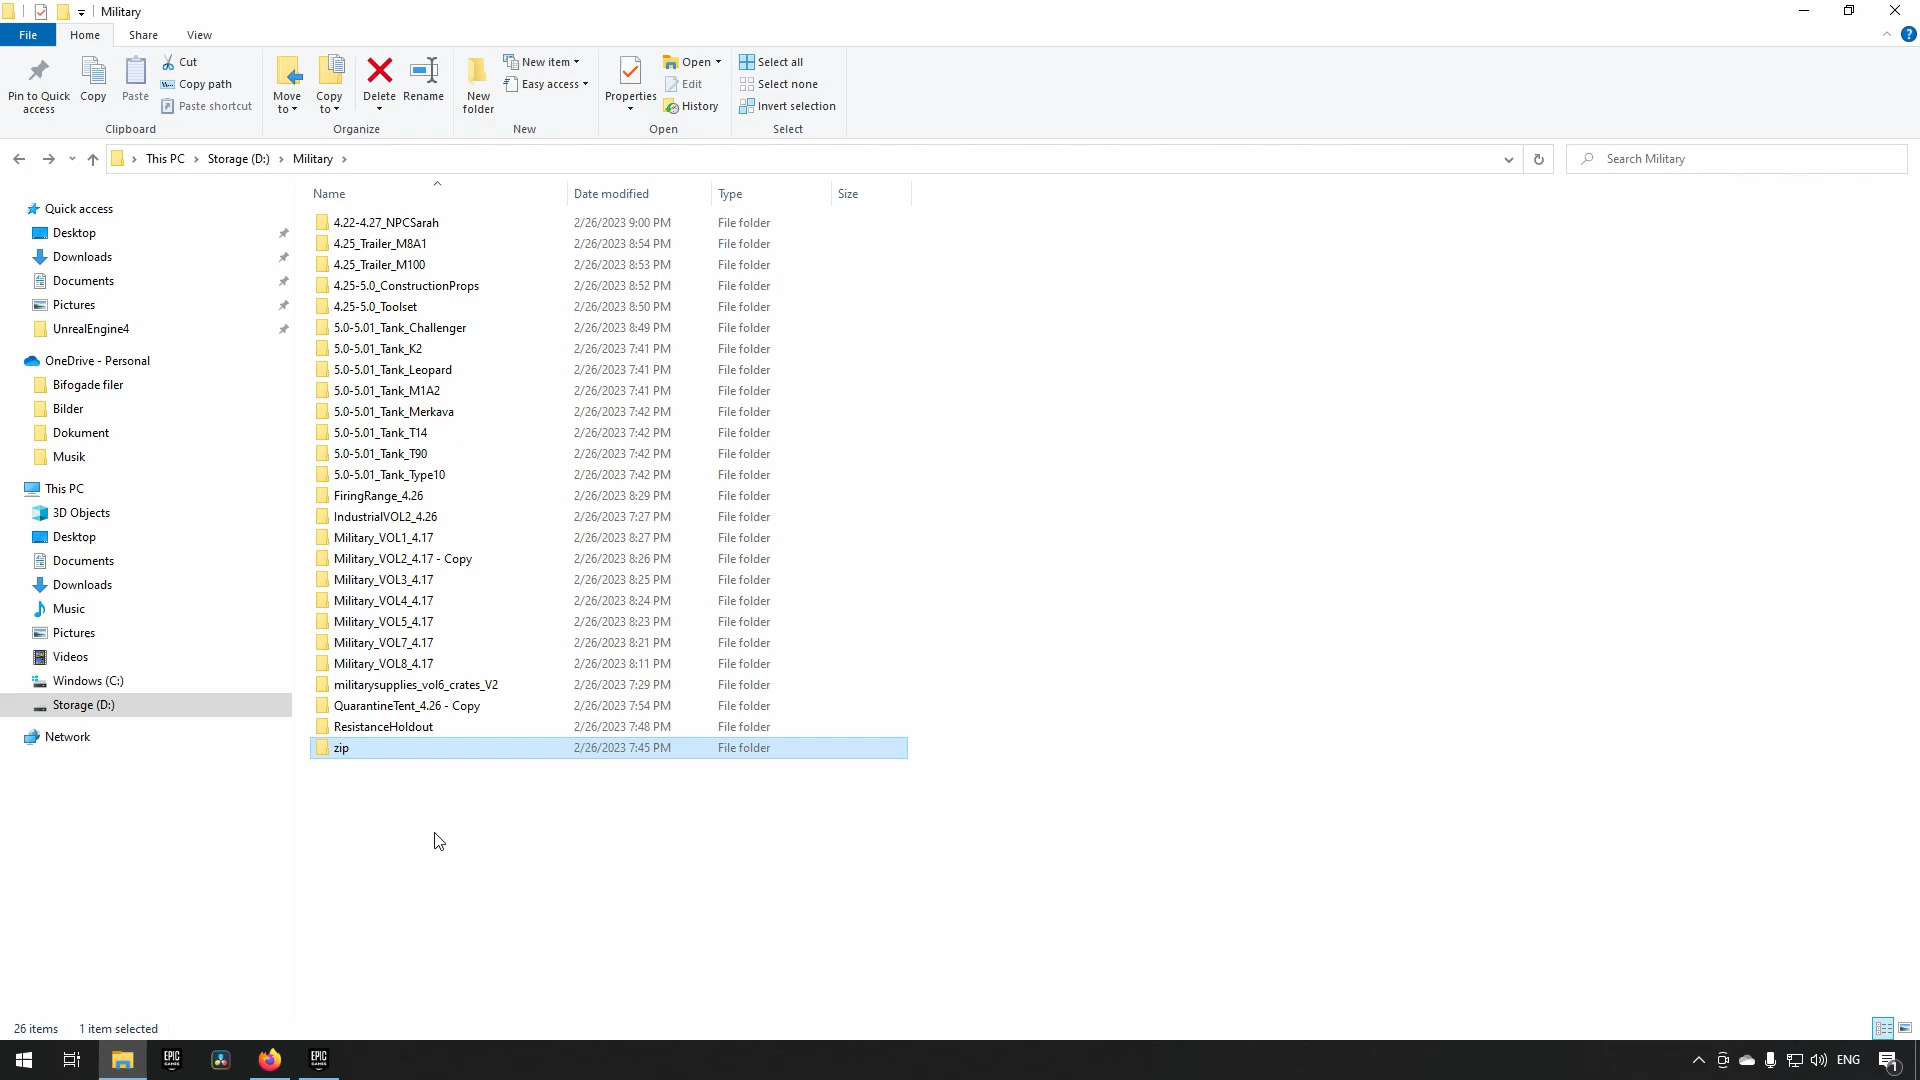 Military
File Home Share View
Pin to Quick access
Copy
Paste
Cut
Copy path
Paste shortcut
Clipboard
Move to
Copy to
Delete
Rename
Organize
New folder
New item
Easy access
New
Properties
Open
Edit
History
Open
Select all
Select none
Invert selection
Select
This PC Storage (D:) Military
Search Military
Quick access
Desktop
Downloads
Documents
Pictures
UnrealEngine4
OneDrive - Personal
Bifogade filer
Bilder
Dokument
Musik
This PC
3D Objects
Desktop
Documents
Downloads
Music
Pictures
Videos
Windows (C:)
Storage (D:)
Network
Name Date modified Type Size
4.22-4.27_NPCSarah 2/26/2023 9:00 PM File folder
4.25_Trailer_M8A1 2/26/2023 8:54 PM File folder
4.25_Trailer_M100 2/26/2023 8:53 PM File folder
4.25-5.0_ConstructionProps 2/26/2023 8:52 PM File folder
4.25-5.0_Toolset 2/26/2023 8:50 PM File folder
5.0-5.01_Tank_Challenger 2/26/2023 8:49 PM File folder
5.0-5.01_Tank_K2 2/26/2023 7:41 PM File folder
5.0-5.01_Tank_Leopard 2/26/2023 7:41 PM File folder
5.0-5.01_Tank_M1A2 2/26/2023 7:41 PM File folder
5.0-5.01_Tank_Merkava 2/26/2023 7:42 PM File folder
5.0-5.01_Tank_T14 2/26/2023 7:42 PM File folder
5.0-5.01_Tank_T90 2/26/2023 7:42 PM File folder
5.0-5.01_Tank_Type10 2/26/2023 7:42 PM File folder
FiringRange_4.26 2/26/2023 8:29 PM File folder
IndustrialVOL2_4.26 2/26/2023 7:27 PM File folder
Military_VOL1_4.17 2/26/2023 8:27 PM File folder
Military_VOL2_4.17 - Copy 2/26/2023 8:26 PM File folder
Military_VOL3_4.17 2/26/2023 8:25 PM File folder
Military_VOL4_4.17 2/26/2023 8:24 PM File folder
Military_VOL5_4.17 2/26/2023 8:23 PM File folder
Military_VOL7_4.17 2/26/2023 8:21 PM File folder
Military_VOL8_4.17 2/26/2023 8:11 PM File folder
militarysupplies_vol6_crates_V2 2/26/2023 7:29 PM File folder
QuarantineTent_4.26 - Copy 2/26/2023 7:54 PM File folder
ResistanceHoldout 2/26/2023 7:48 PM File folder
zip 2/26/2023 7:45 PM File folder
26 items 1 item selected
EPIC GAMES
EPIC GAMES
ENG
1